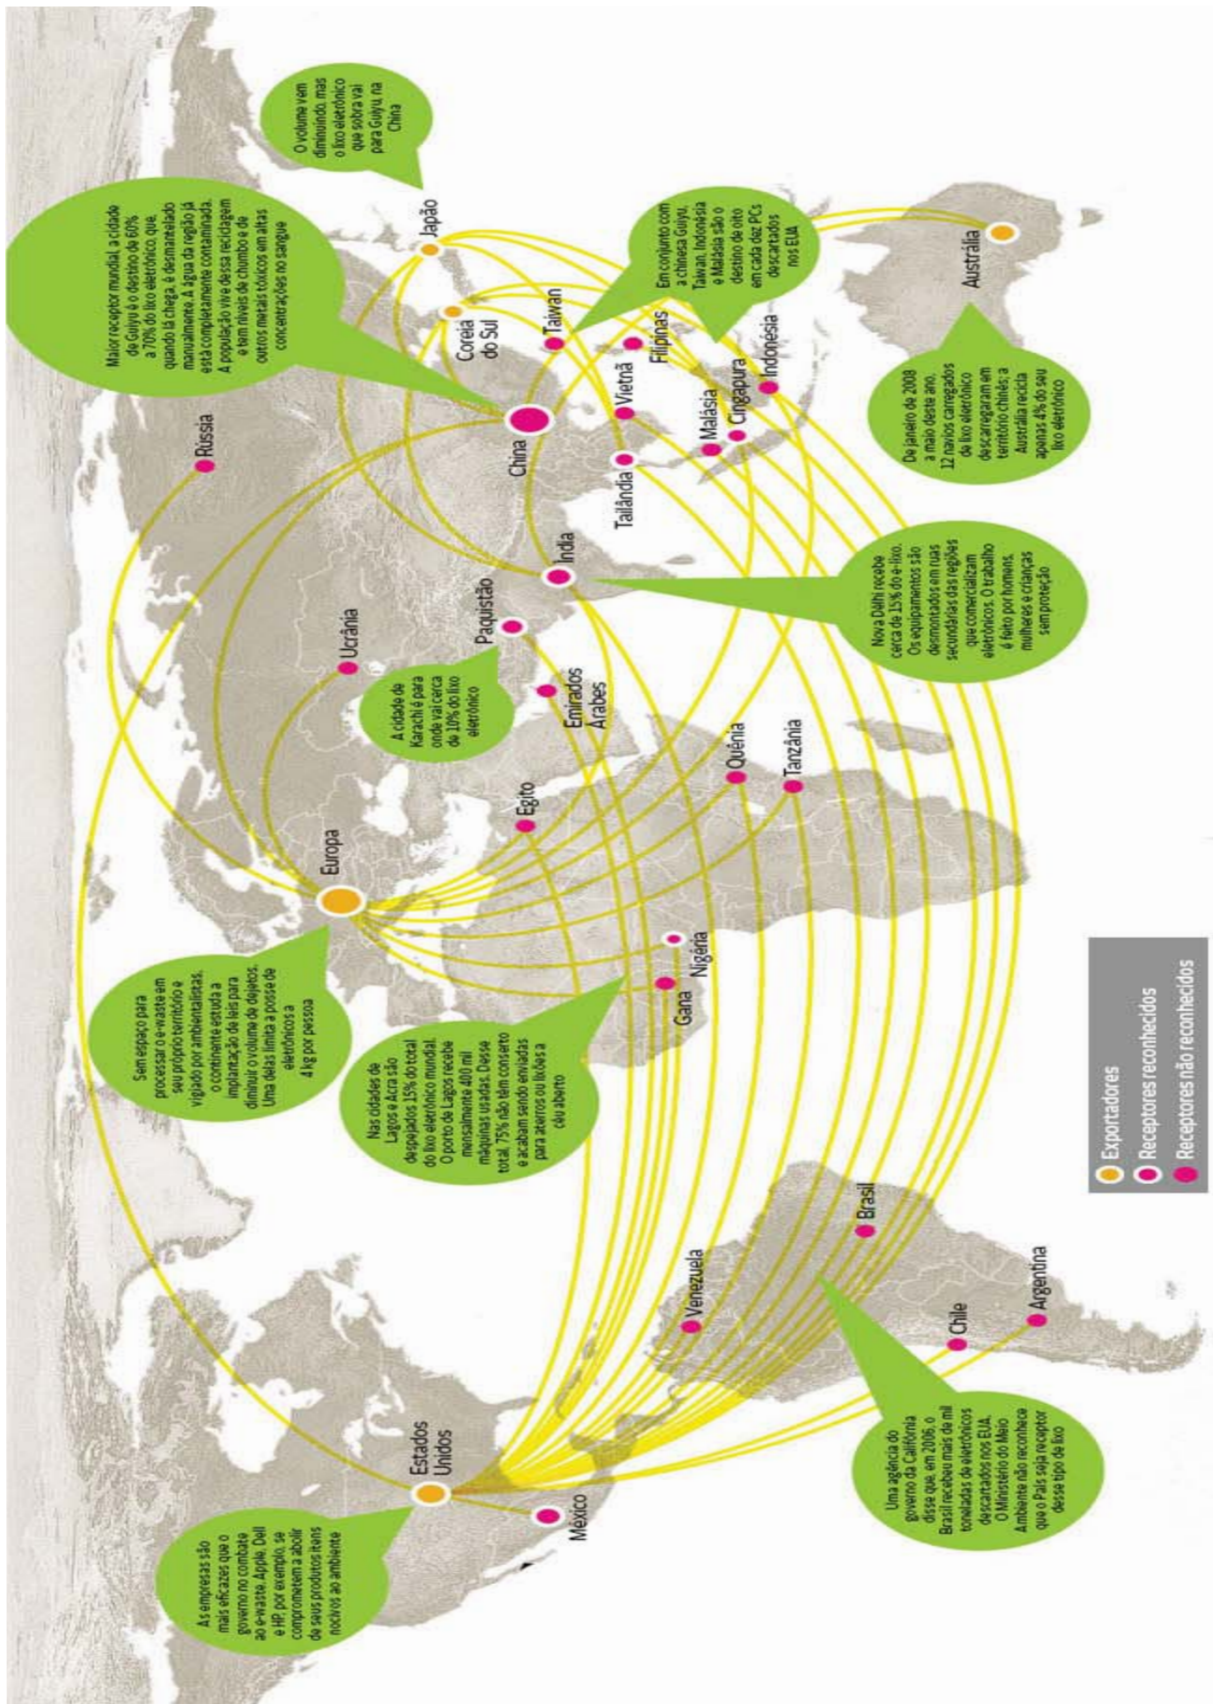 As empresas são
mais eficazes que o
governo no combate
ao e-waste. Apple, Dell
e HP, por exemplo, se
comprometem a abolir
de seus produtos itens
nocivos ao ambiente
Estados
Unidos
México
Sem espaço para
processar o e-waste em
seu próprio território e
vigiado por ambientalistas,
o continente estuda a
implantação de leis para
diminuir o volume de dejetos.
Uma delas limita a posse de
eletrônicos a
4 kg por pessoa
Europa
Maior receptor mundial, a cidade
de Guiyu é o destino de 60%
a 70% do lixo eletrônico, que,
quando lá chega, é desmantelado
manualmente. A água da região já
está completamente contaminada.
A população vive dessa reciclagem
e tem níveis de chumbo e de
outros metais tóxicos em altas
concentrações no sangue
O volume vem
diminuindo, mas
o lixo eletrônico
que sobra vai
para Guiyu, na
China
Rússia
Ucrânia
Japão
Coreia
do Sul
China
Taiwan
A cidade de
Karachi é para
onde vai cerca
de 10% do lixo
eletrônico
Paquistão
Índia
Emirados
Árabes
Egito
Nas cidades de
Lagos e Acra são
despejados 15% do total
do lixo eletrônico mundial.
O porto de Lagos recebe
mensalmente 400 mil
máquinas usadas. Desse
total, 75% não têm conserto
e acabam sendo enviadas
para aterros ou lixões a
céu aberto
Gana
Nigéria
Quênia
Tanzânia
Tailândia
Vietnã
Filipinas
Malásia
Cingapura
Indonésia
Em conjunto com
a chinesa Guiyu,
Taiwan, Indonésia
e Malásia são o
destino de oito
em cada dez PCs
descartados
nos EUA
Venezuela
Brasil
Chile
Argentina
Uma agência do
governo da Califórnia
disse que, em 2006, o
Brasil recebeu mais de mil
toneladas de eletrônicos
descartados nos EUA.
O Ministério do Meio
Ambiente não reconhece
que o País seja receptor
desse tipo de lixo
Nova Délhi recebe
cerca de 15% do e-lixo.
Os equipamentos são
desmontados em ruas
secundárias das regiões
que comercializam
eletrônicos. O trabalho
é feito por homens,
mulheres e crianças
sem proteção
De janeiro de 2008
a maio deste ano,
12 navios carregados
de lixo eletrônico
descarregaram em
território chinês; a
Austrália recicla
apenas 4% do seu
lixo eletrônico
Austrália
Exportadores
Receptores reconhecidos
Receptores não reconhecidos